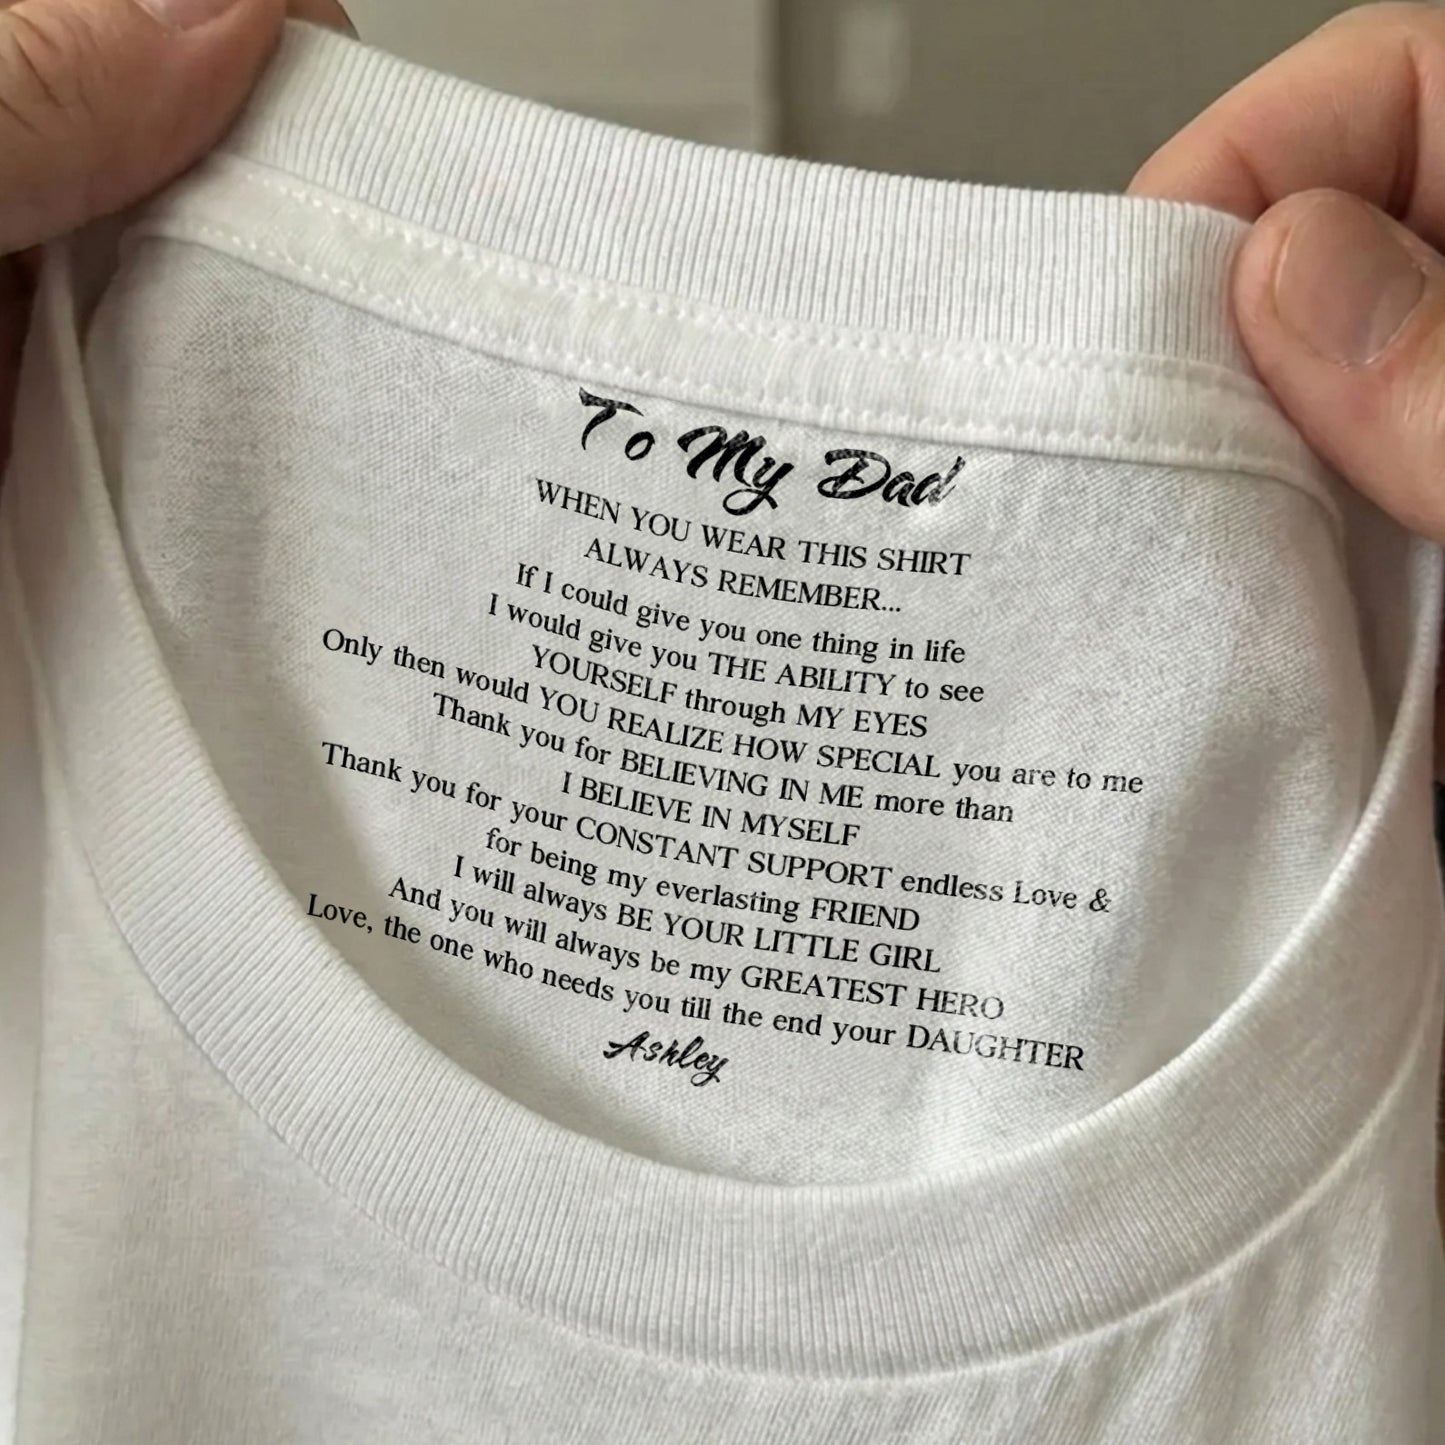 To My Dad
WHEN YOU WEAR THIS SHIRT
ALWAYS REMEMBER...
If I could give you one thing in life
I would give you THE ABILITY to see
YOURSELF through MY EYES
Only then would YOU REALIZE HOW SPECIAL you are to me
Thank you for BELIEVING IN ME more than
I BELIEVE IN MYSELF
Thank you for your CONSTANT SUPPORT endless Love &
for being my everlasting FRIEND
I will always BE YOUR LITTLE GIRL
And you will always be my GREATEST HERO
Love, the one who needs you till the end your DAUGHTER
Ashley